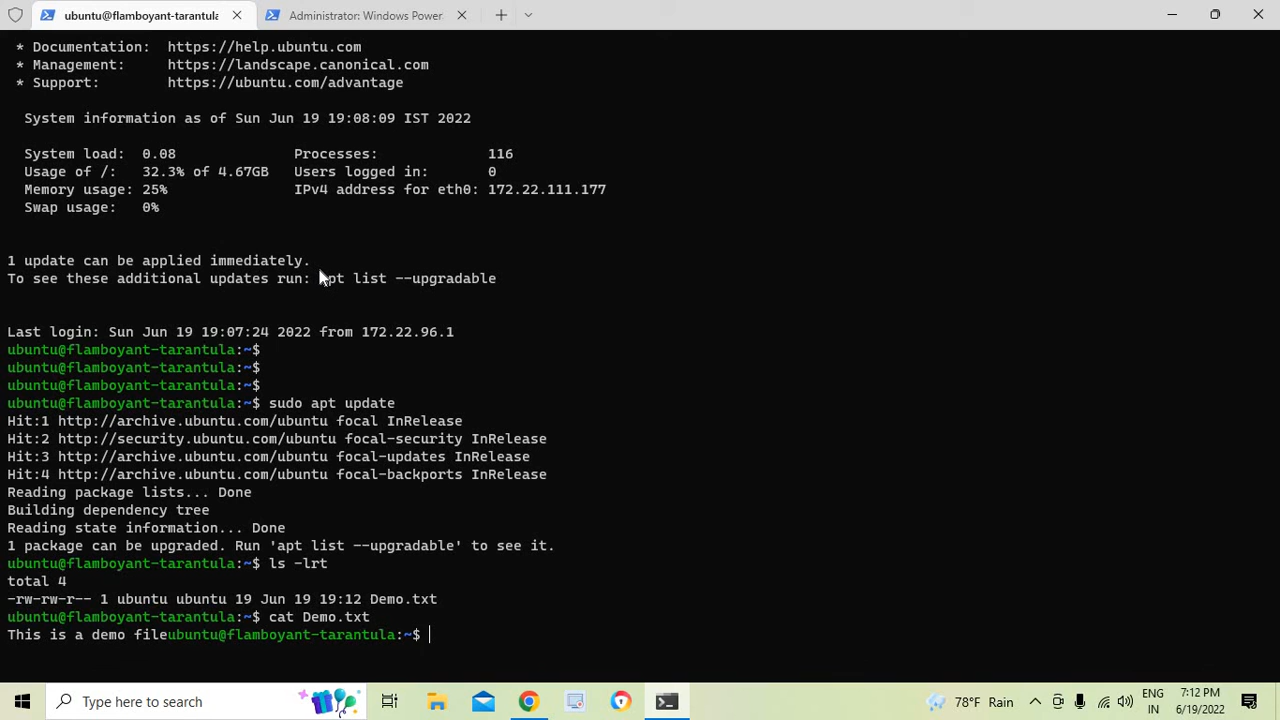 ubuntu@flamboyant-tarantula
Administrator: Windows Power
* Documentation: https://help.ubuntu.com
* Management: https://landscape.canonical.com
* Support: https://ubuntu.com/advantage
System information as of Sun Jun 19 19:08:09 IST 2022
System load: 0.08 Processes: 116
Usage of /: 32.3% of 4.67GB Users logged in: 0
Memory usage: 25% IPv4 address for eth0: 172.22.111.177
Swap usage: 0%
1 update can be applied immediately.
To see these additional updates run: apt list --upgradable
Last login: Sun Jun 19 19:07:24 2022 from 172.22.96.1
ubuntu@flamboyant-tarantula:~$
ubuntu@flamboyant-tarantula:~$
ubuntu@flamboyant-tarantula:~$
ubuntu@flamboyant-tarantula:~$ sudo apt update
Hit:1 http://archive.ubuntu.com/ubuntu focal InRelease
Hit:2 http://security.ubuntu.com/ubuntu focal-security InRelease
Hit:3 http://archive.ubuntu.com/ubuntu focal-updates InRelease
Hit:4 http://archive.ubuntu.com/ubuntu focal-backports InRelease
Reading package lists... Done
Building dependency tree
Reading state information... Done
1 package can be upgraded. Run 'apt list --upgradable' to see it.
ubuntu@flamboyant-tarantula:~$ ls -lrt
total 4
-rw-rw-r-- 1 ubuntu ubuntu 19 Jun 19 19:12 Demo.txt
ubuntu@flamboyant-tarantula:~$ cat Demo.txt
This is a demo fileubuntu@flamboyant-tarantula:~$
Type here to search
78°F Rain
ENG
IN
7:12 PM
6/19/2022